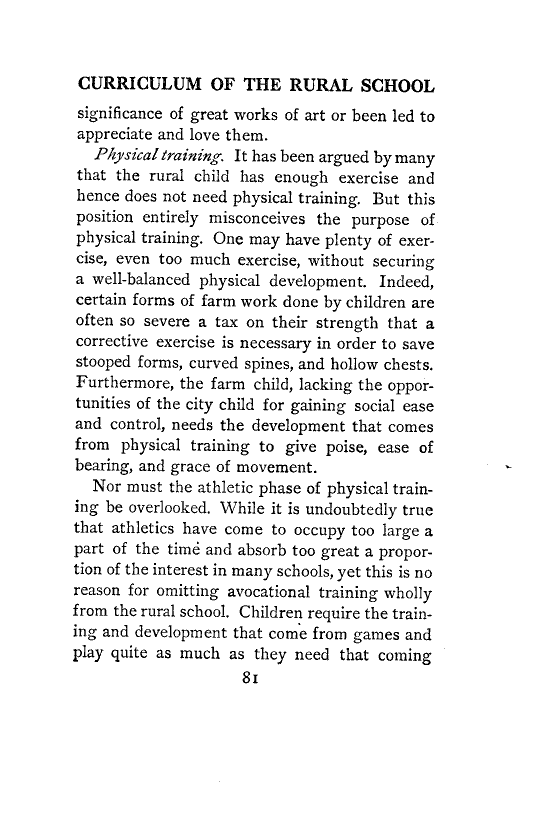 CURRICULUM OF THE RURAL SCHOOL
significance of great works of art or been led to
appreciate and love them.
Physical training. It has been argued by many
that the rural child has enough exercise and
hence does not need physical training. But this
position entirely misconceives the purpose of
physical training. One may have plenty of exer-
cise, even too much exercise, without securing
a well-balanced physical development. Indeed,
certain forms of farm work done by children are
often so severe a tax on their strength that a
corrective exercise is necessary in order to save
stooped forms, curved spines, and hollow chests.
Furthermore, the farm child, lacking the oppor-
tunities of the city child for gaining social ease
and control, needs the development that comes
from physical training to give poise, ease of
bearing, and grace of movement.
Nor must the athletic phase of physical train-
ing be overlooked. While it is undoubtedly true
that athletics have come to occupy too large a
part of the time and absorb too great a propor-
tion of the interest in many schools, yet this is no
reason for omitting avocational training wholly
from the rural school. Children require the train-
ing and development that come from games and
play quite as much as they need that coming
81